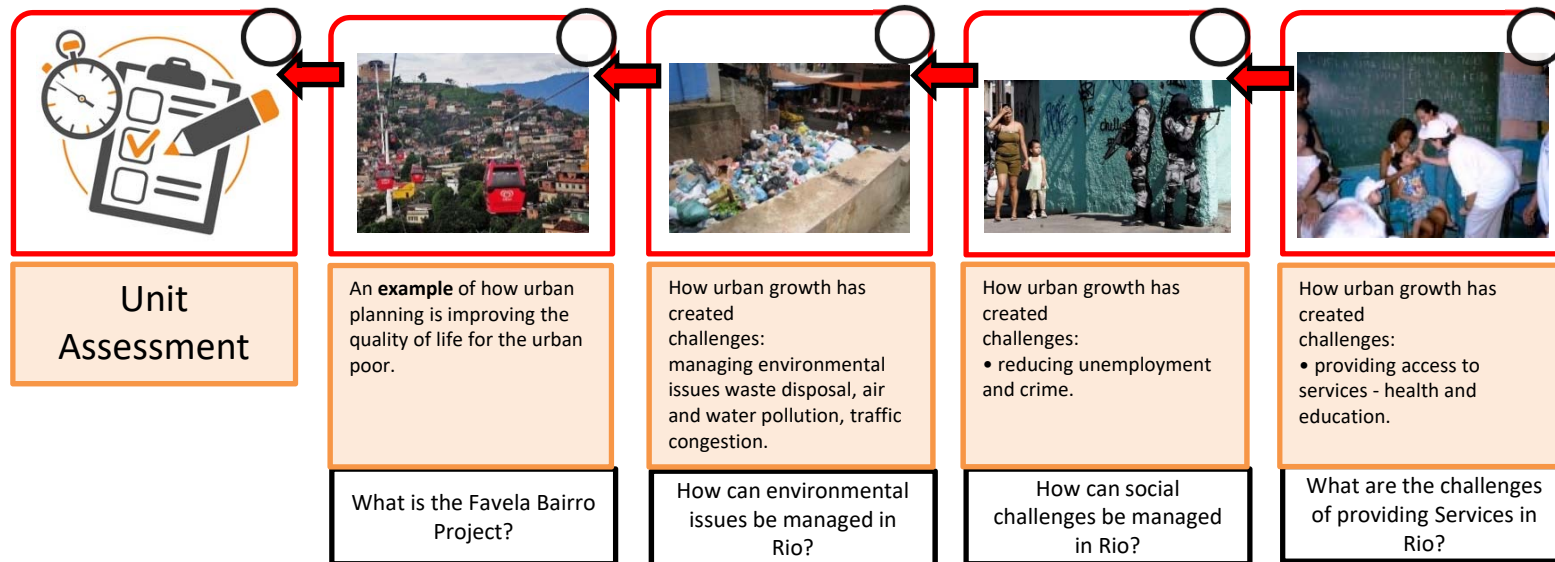 Unit
Assessment
An example of how urban
planning is improving the
quality of life for the urban
poor.
What is the Favela Bairro
Project?
How urban growth has
created
challenges:
managing environmental
issues waste disposal, air
and water pollution, traffic
congestion.
How can environmental
issues be managed in
Rio?
How urban growth has
created
challenges:
• reducing unemployment
and crime.
How can social
challenges be managed
in Rio?
How urban growth has
created
challenges:
• providing access to
services - health and
education.
What are the challenges
of providing Services in
Rio?